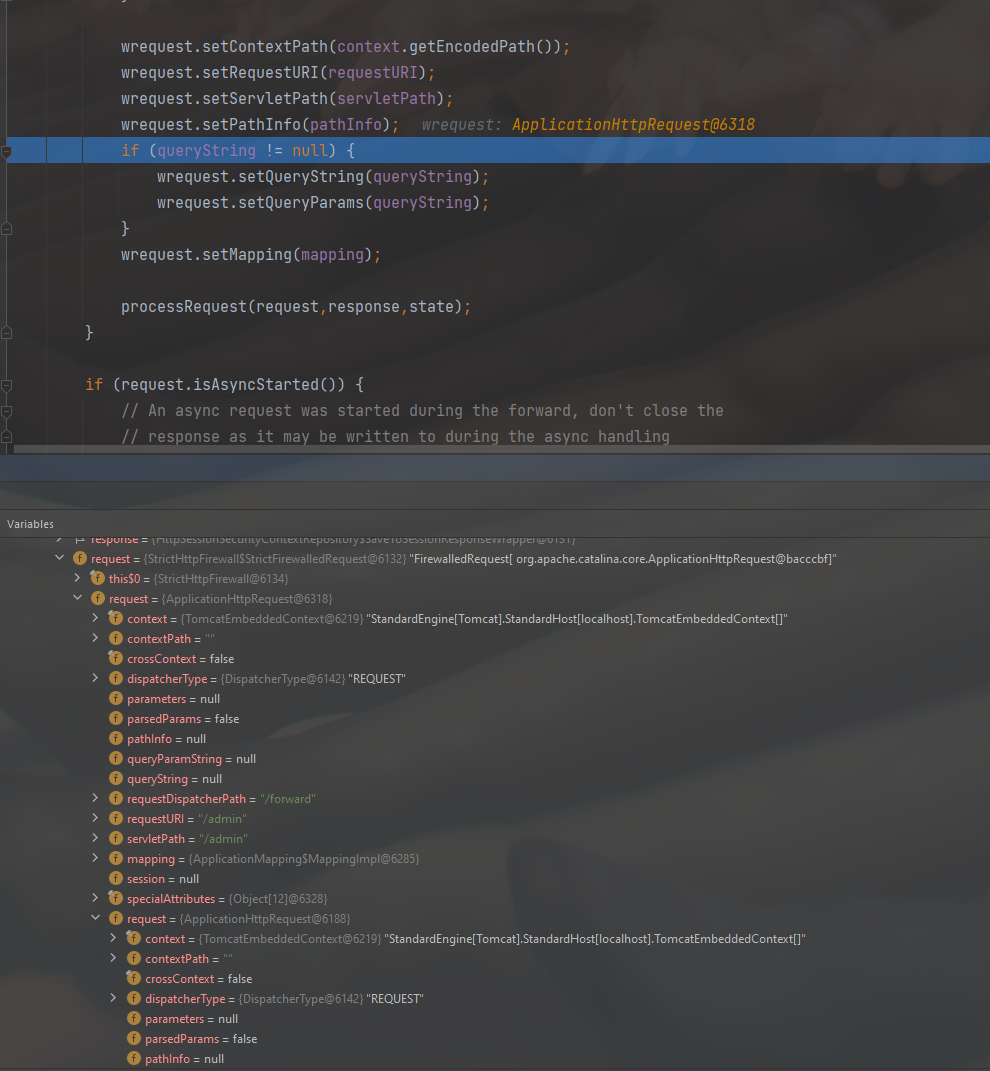 wrequest.setContextPath(context.getEncodedPath());
wrequest.setRequestURI(requestURI);
wrequest.setServletPath(servletPath);
wrequest.setPathInfo(pathInfo); wrequest: ApplicationHttpRequest@6318
if (queryString != null) {
wrequest.setQueryString(queryString);
wrequest.setQueryParams(queryString);
}
wrequest.setMapping(mapping);
processRequest(request,response,state);
}
if (request.isAsyncStarted()) {
// An async request was started during the forward, don't close the
// response as it may be written to during the async handling
Variables
response = {HttpSessionSecurityContextRepository$SaveToSessionResponseWrapper@6131}
request = {StrictHttpFirewall$StrictFirewalledRequest@6132} "FirewalledRequest[ org.apache.catalina.core.ApplicationHttpRequest@bacccbf]"
this$0 = {StrictHttpFirewall@6134}
request = {ApplicationHttpRequest@6318}
context = {TomcatEmbeddedContext@6219} "StandardEngine[Tomcat].StandardHost[localhost].TomcatEmbeddedContext[]"
contextPath = ""
crossContext = false
dispatcherType = {DispatcherType@6142} "REQUEST"
parameters = null
parsedParams = false
pathInfo = null
queryParamString = null
queryString = null
requestDispatcherPath = "/forward"
requestURI = "/admin"
servletPath = "/admin"
mapping = {ApplicationMapping$MappingImpl@6285}
session = null
specialAttributes = {Object[12]@6328}
request = {ApplicationHttpRequest@6188}
context = {TomcatEmbeddedContext@6219} "StandardEngine[Tomcat].StandardHost[localhost].TomcatEmbeddedContext[]"
contextPath = ""
crossContext = false
dispatcherType = {DispatcherType@6142} "REQUEST"
parameters = null
parsedParams = false
pathInfo = null